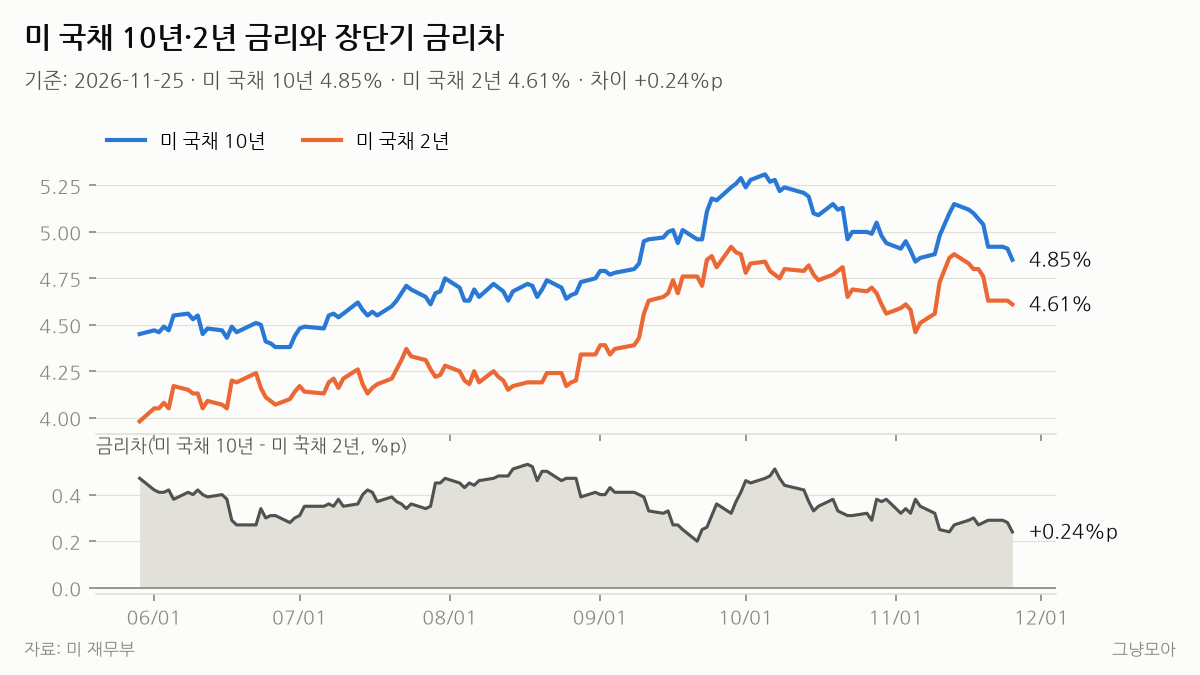 미 국채 10년·2년 금리와 장단기 금리차
기준: 2026-11-25 · 미 국채 10년 4.85% · 미 국채 2년 4.61% · 차이 +0.24%p
미 국채 10년 미 국채 2년
5.25
5.00
4.75
4.50
4.25
4.00
4.85%
4.61%
금리차(미 국채 10년 - 미 국채 2년, %p)
0.4
0.2
0.0
+0.24%p
06/01 07/01 08/01 09/01 10/01 11/01 12/01
자료: 미 재무부
그냥모아